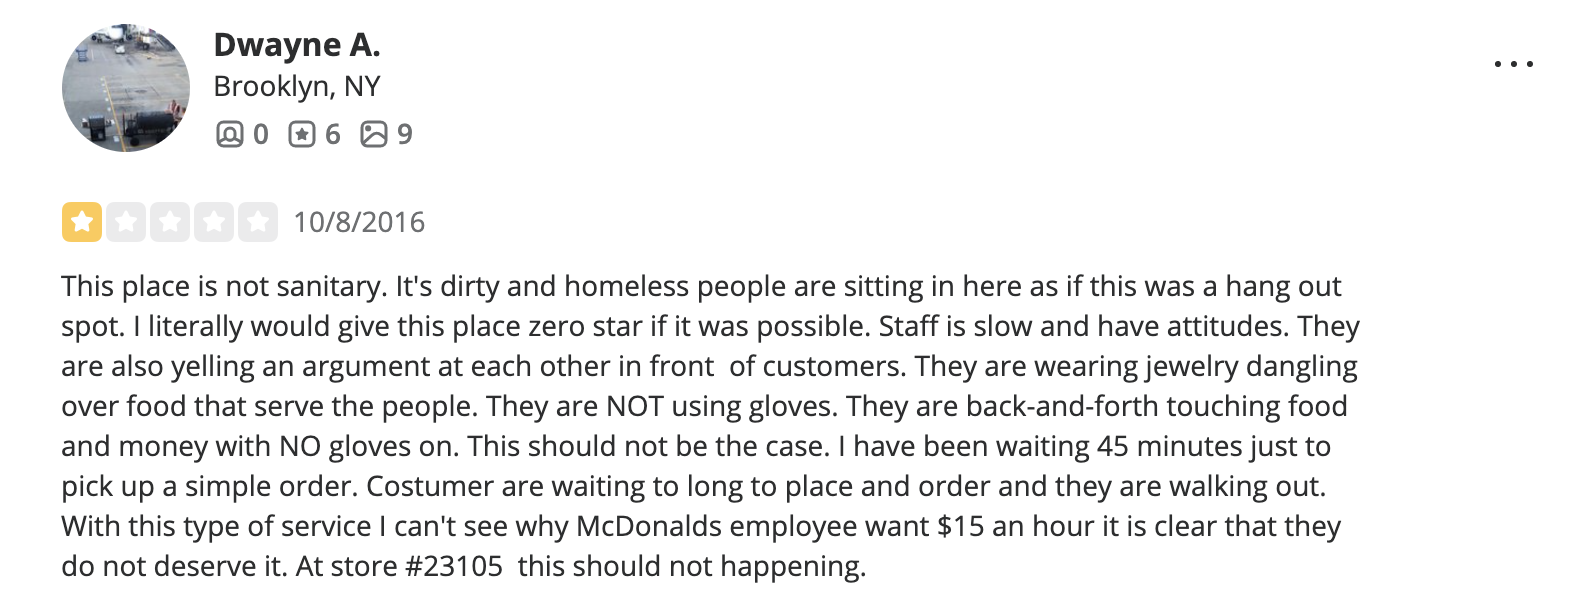 Dwayne A.
Brooklyn, NY
0 6 9
10/8/2016
This place is not sanitary. It's dirty and homeless people are sitting in here as if this was a hang out
spot. I literally would give this place zero star if it was possible. Staff is slow and have attitudes. They
are also yelling an argument at each other in front  of customers. They are wearing jewelry dangling
over food that serve the people. They are NOT using gloves. They are back-and-forth touching food
and money with NO gloves on. This should not be the case. I have been waiting 45 minutes just to
pick up a simple order. Costumer are waiting to long to place and order and they are walking out.
With this type of service I can't see why McDonalds employee want $15 an hour it is clear that they
do not deserve it. At store #23105  this should not happening.